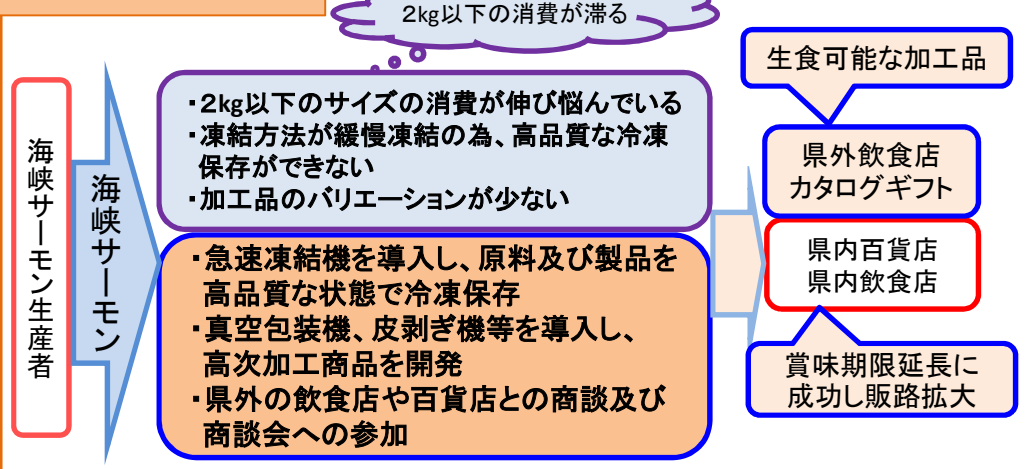 2kg以下の消費が滞る
海峡サーモン生産者
海峡サーモン
・2kg以下のサイズの消費が伸び悩んでいる
・凍結方法が緩慢凍結の為、高品質な冷凍
保存ができない
・加工品のバリエーションが少ない
・急速凍結機を導入し、原料及び製品を
高品質な状態で冷凍保存
・真空包装機、皮剥ぎ機等を導入し、
高次加工商品を開発
・県外の飲食店や百貨店との商談及び
商談会への参加
生食可能な加工品
県外飲食店
カタログギフト
県内百貨店
県内飲食店
賞味期限延長に
成功し販路拡大